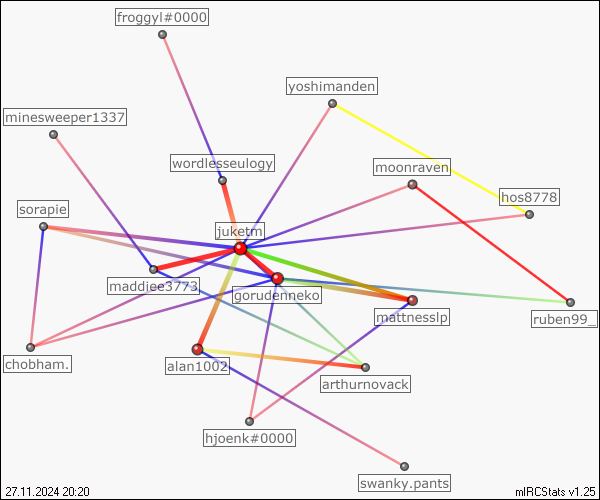 froggyl#0000
yoshimanden
minesweeper1337
wordlesseulogy
moonraven
hos8778
sorapie
juketm
maddiee3773
gorudenneko
mattnesslp
ruben99_
chobham.
alan1002
arthurnovack
hjoenk#0000
swanky.pants
27.11.2024 20:20
mIRCStats v1.25